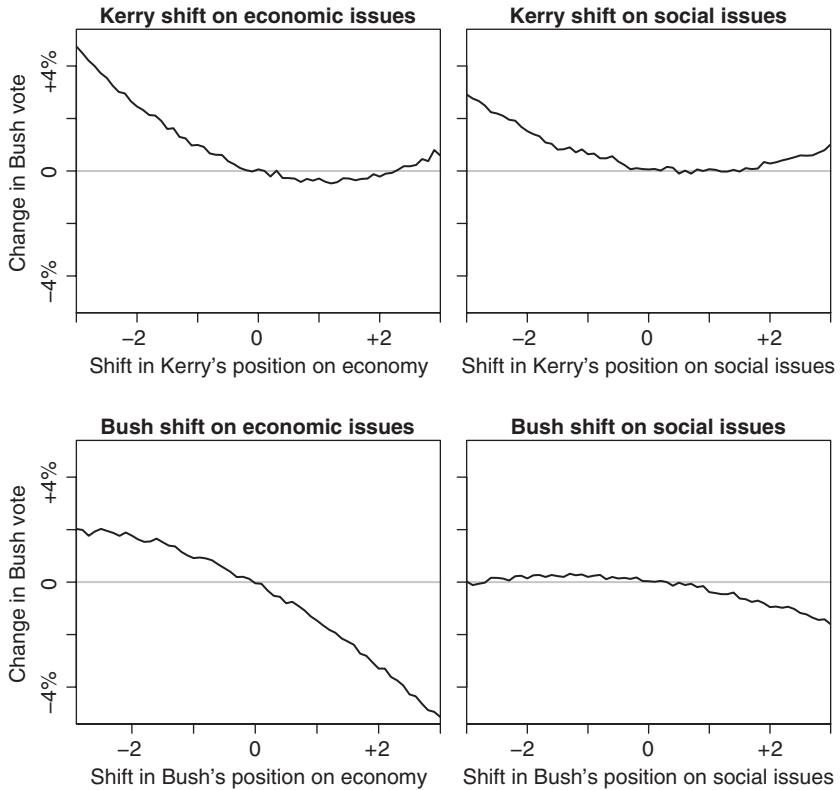 Kerry shift on economic issues
Change in Bush vote
+4%
0
−4%
−2 0 +2
Shift in Kerry's position on economy
Kerry shift on social issues
−2 0 +2
Shift in Kerry's position on social issues
Bush shift on economic issues
Change in Bush vote
+4%
0
−4%
−2 0 +2
Shift in Bush's position on economy
Bush shift on social issues
−2 0 +2
Shift in Bush's position on social issues